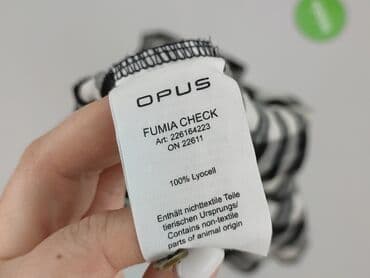 OPUS
FUMIA CHECK
Art: 226164223
ON 22611
100% Lyocell
Enthält nichttextile Teile
tierischen Ursprungs/
Contains non-textile
parts of animal origin